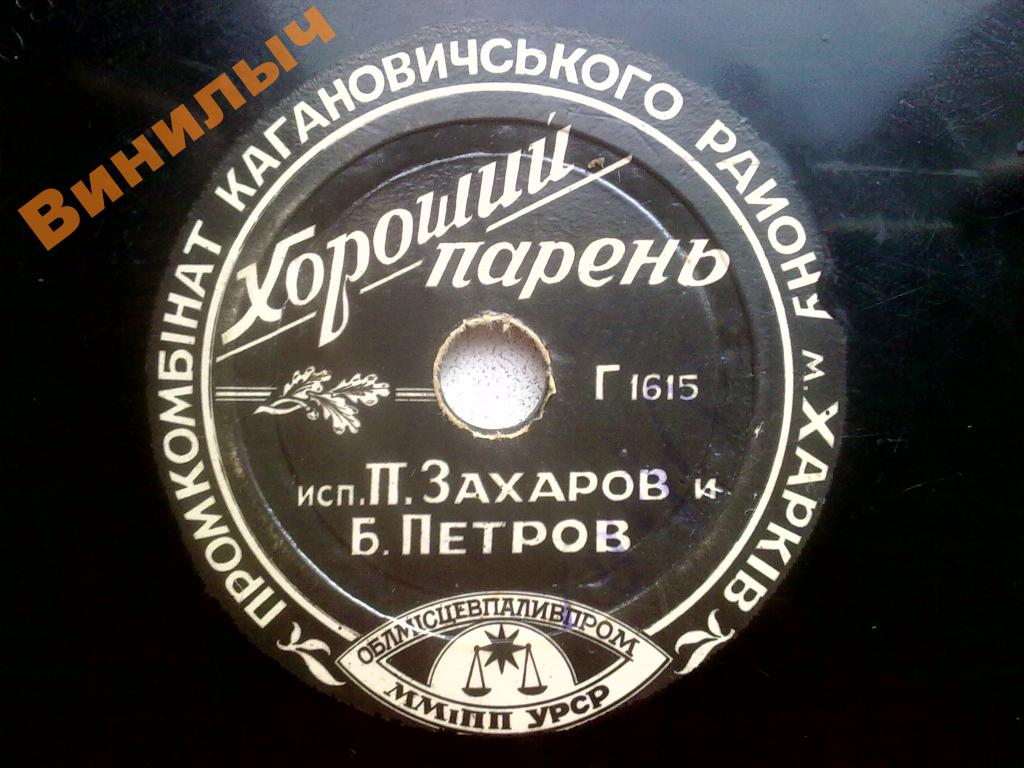 Винилыч
ПРОМКОМБІНАТ КАГАНОВИЧСЬКОГО РАЙОНУ м. ХАРКІВ
Хороший
парень
Г 1615
исп. П. ЗАХАРОВ и
Б. ПЕТРОВ
ОБЛМІСЦЕВПАЛИВПРОМ
ММіПП УРСР